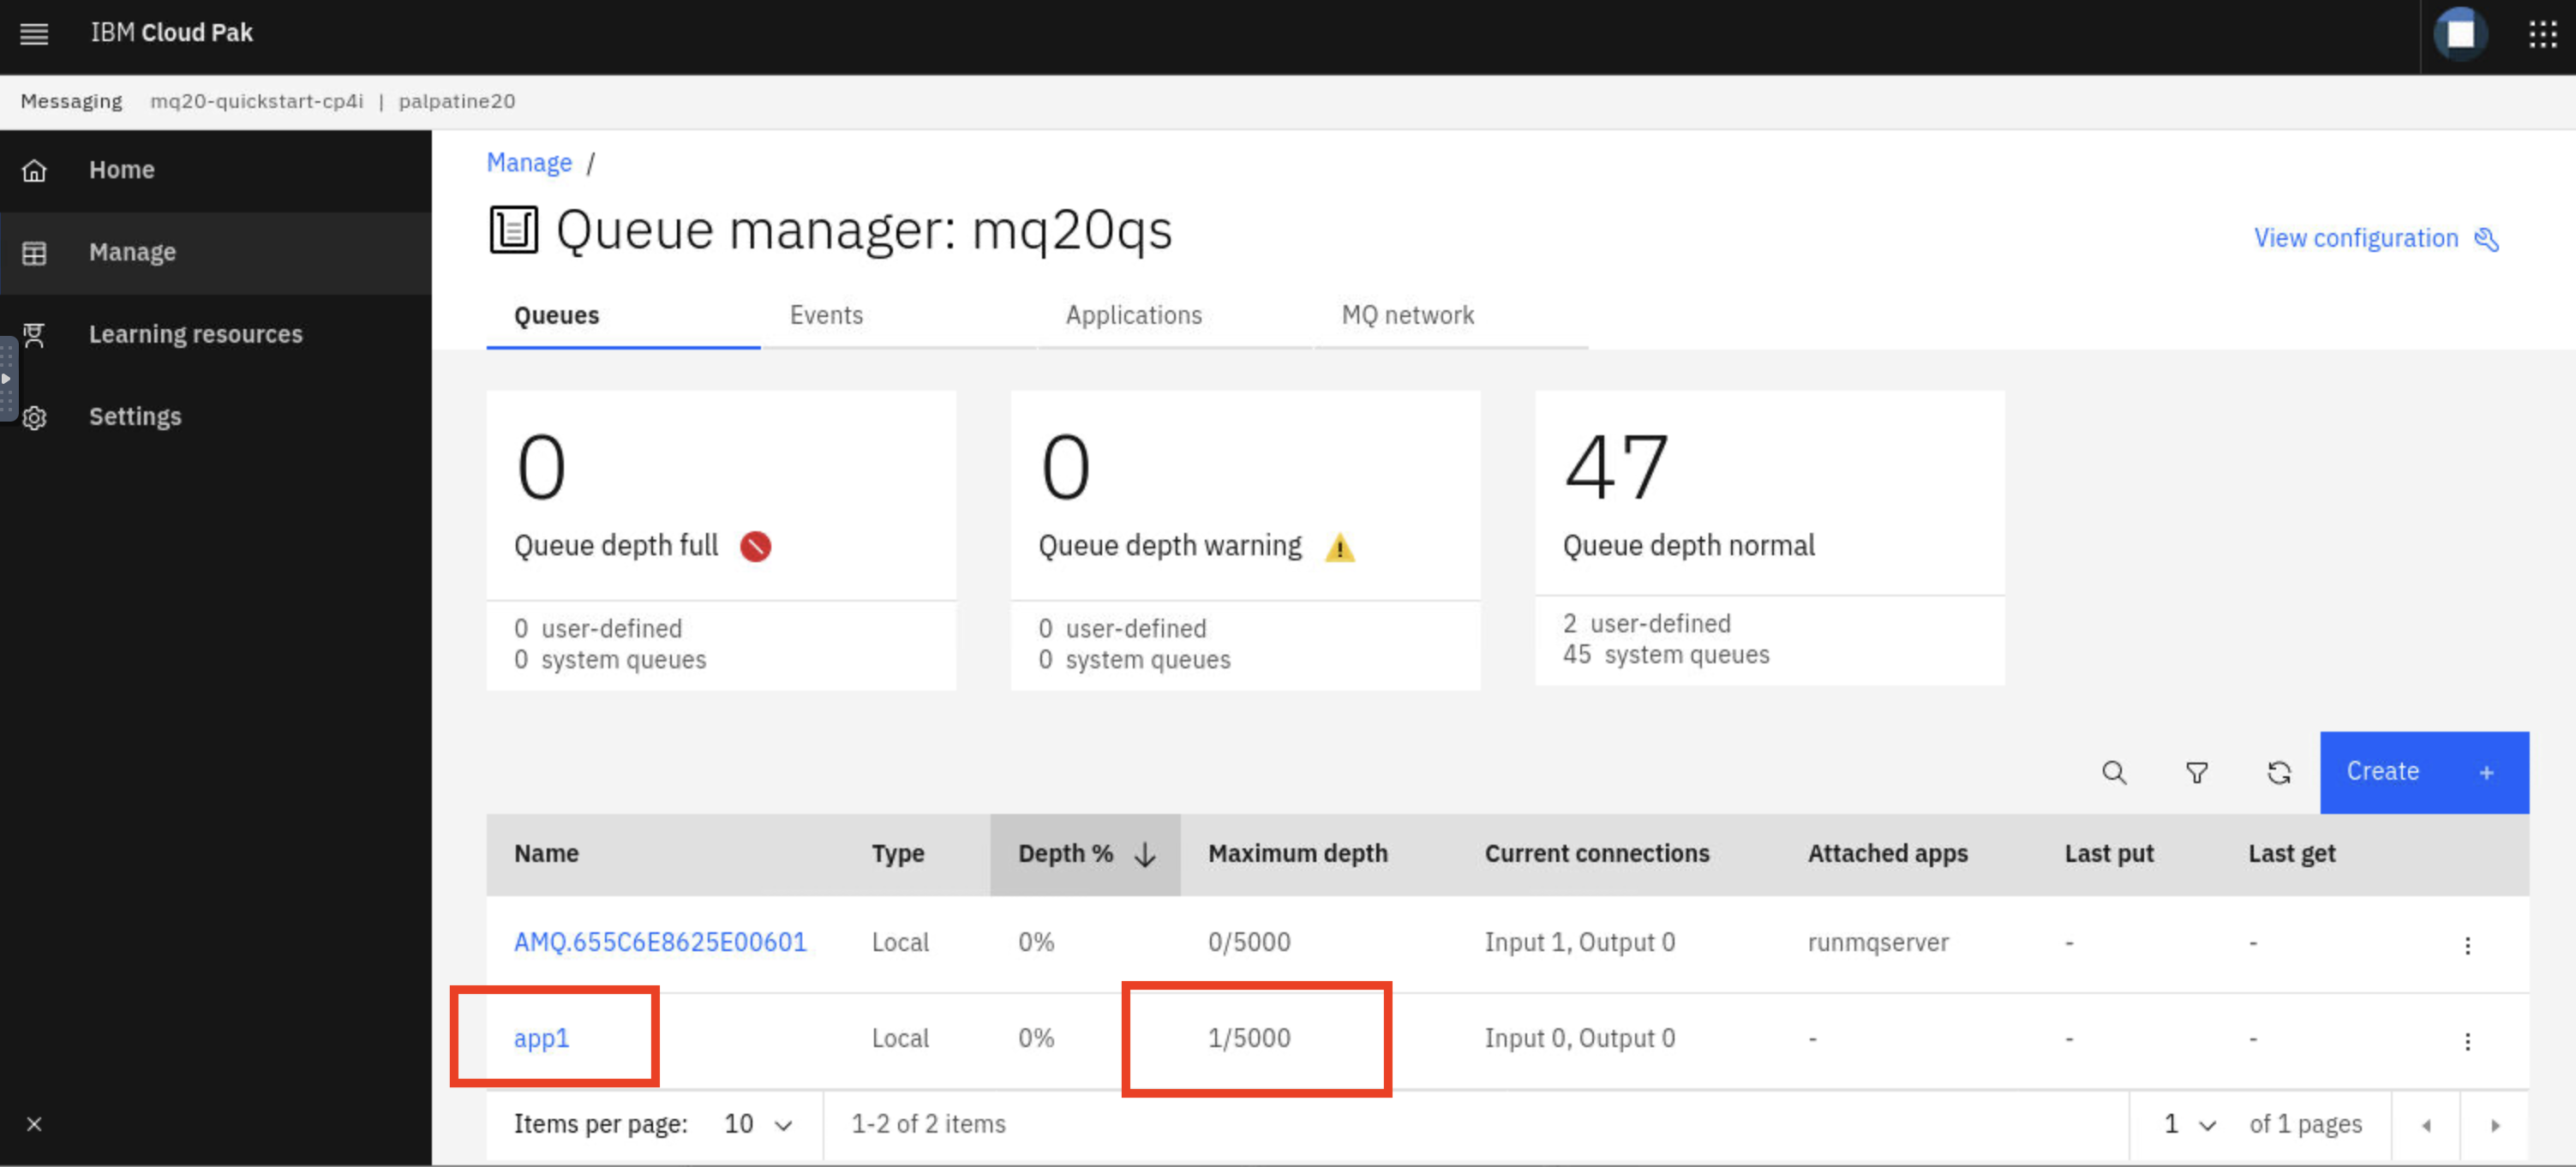 IBM Cloud Pak
Messaging mq20-quickstart-cp4i | palpatine20
Home
Manage
Learning resources
Settings
Manage /
Queue manager: mq20qs
View configuration
Queues Events Applications MQ network
0
Queue depth full
0 user-defined
0 system queues
0
Queue depth warning
0 user-defined
0 system queues
47
Queue depth normal
2 user-defined
45 system queues
Create +
Name Type Depth % Maximum depth Current connections Attached apps Last put Last get
AMQ.655C6E8625E00601 Local 0% 0/5000 Input 1, Output 0 runmqserver - -
app1 Local 0% 1/5000 Input 0, Output 0 - - -
Items per page: 10 1-2 of 2 items 1 of 1 pages